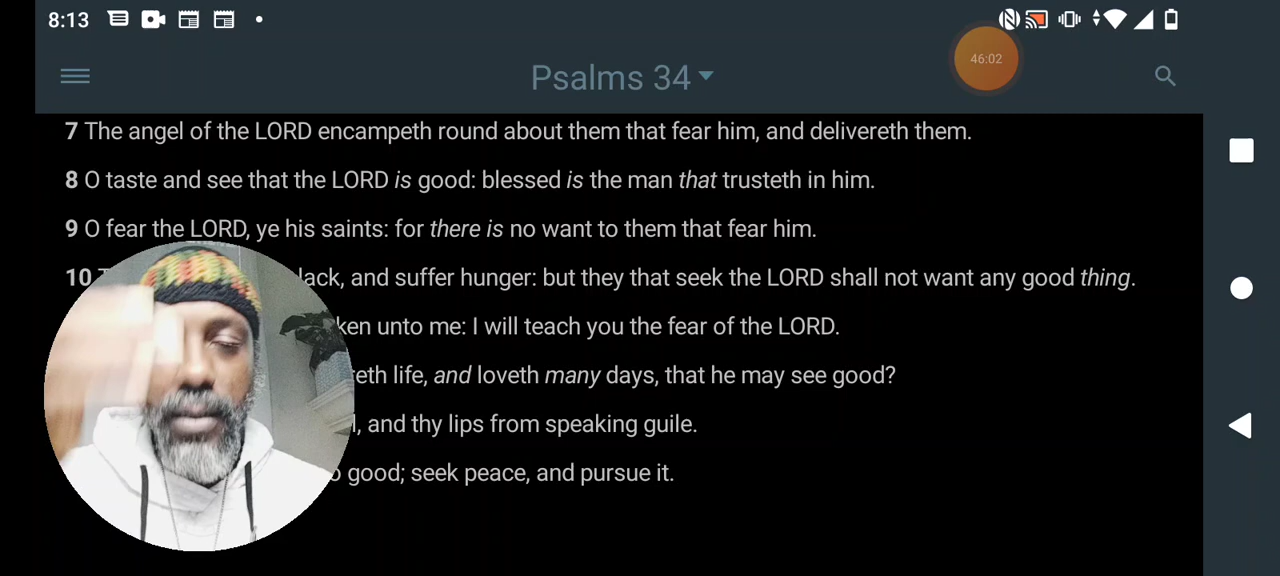 8:13
46:02
Psalms 34
7 The angel of the LORD encampeth round about them that fear him, and delivereth them.
8 O taste and see that the LORD is good: blessed is the man that trusteth in him.
9 O fear the LORD, ye his saints: for there is no want to them that fear him.
10 lack, and suffer hunger: but they that seek the LORD shall not want any good thing.
unto me: I will teach you the fear of the LORD.
life, and loveth many days, that he may see good?
and thy lips from speaking guile.
good; seek peace, and pursue it.